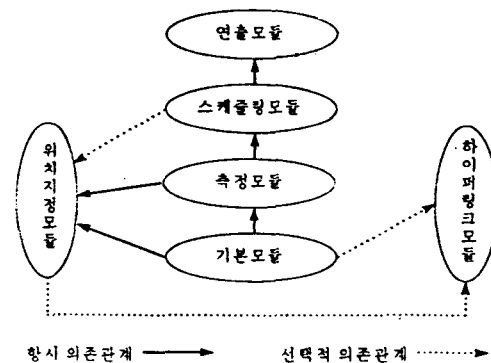 연출모듈
스케쥴링모듈
위치지정모듈
측정모듈
하이퍼링크모듈
기본모듈
항시 의존관계
선택적 의존관계